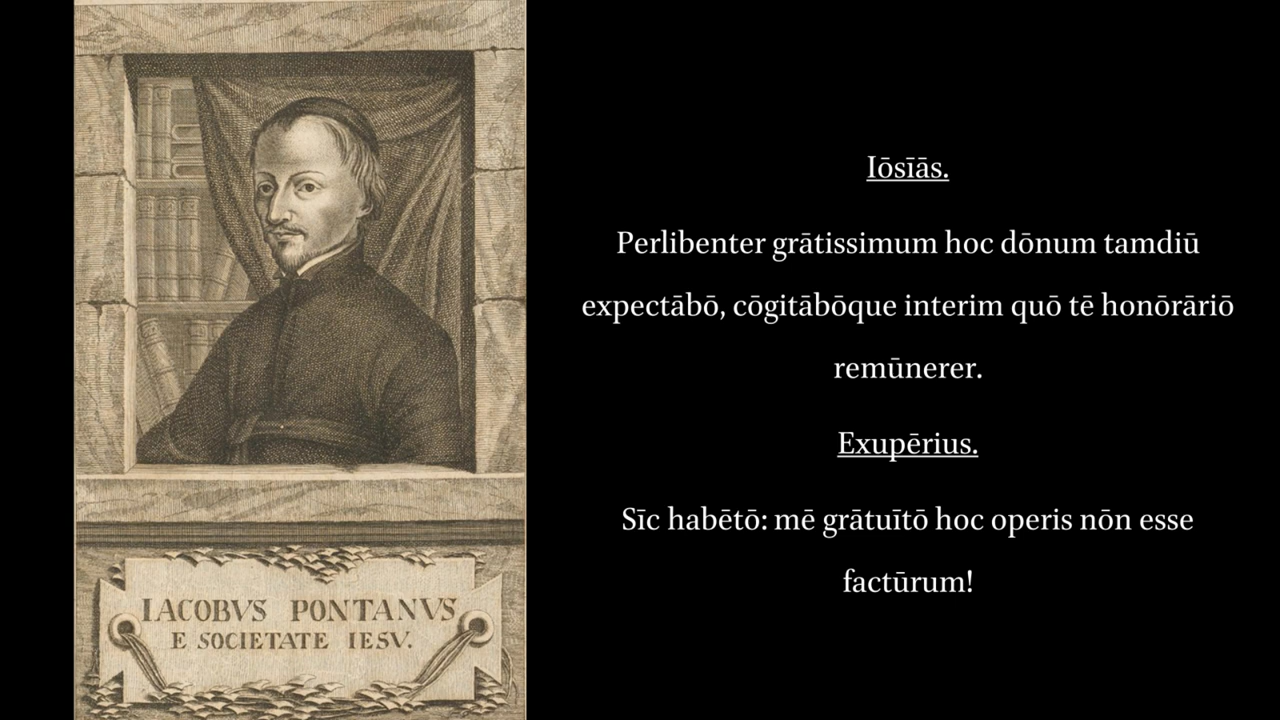 IACOBVS PONTANVS
E SOCIETATE IESV.
Iōsīās.
Perlibenter grātissimum hoc dōnum tamdiū
expectābō, cōgitābōque interim quō tē honōrāriō
remūnerer.
Exupērius.
Sīc habētō: mē grātuītō hoc operis nōn esse
factūrum!